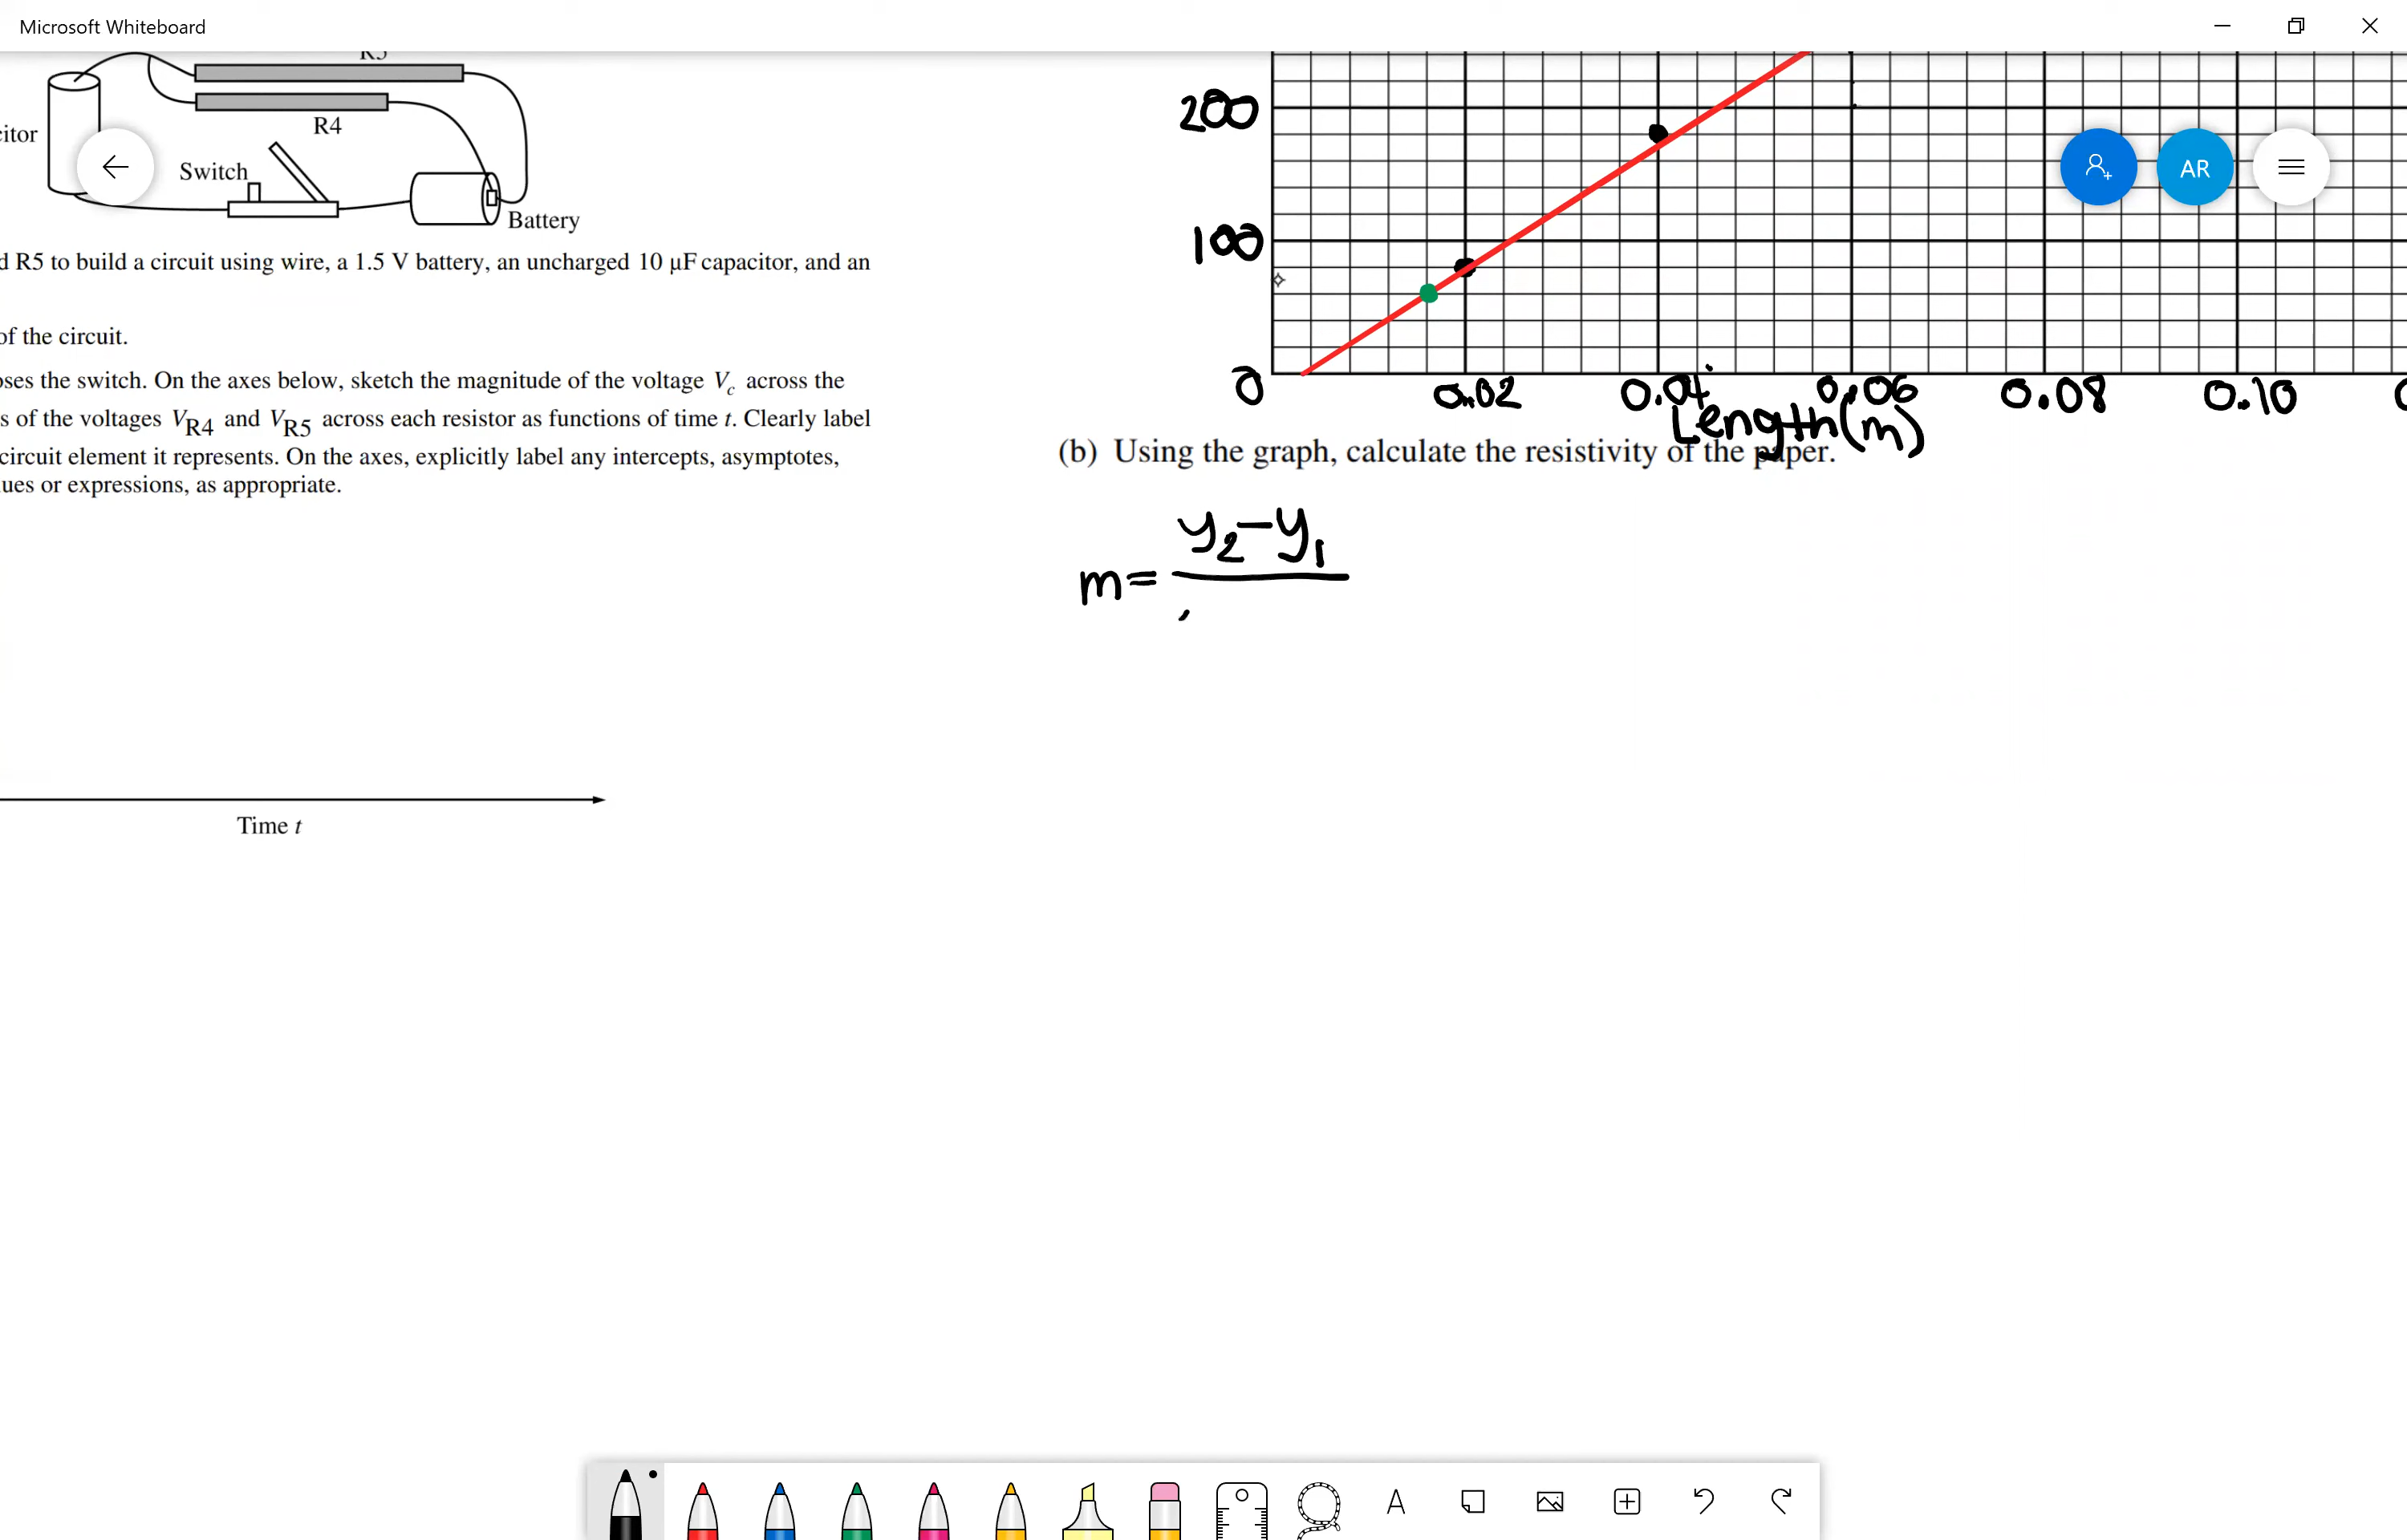 Microsoft Whiteboard
R4
citor
Switch
Battery
d R5 to build a circuit using wire, a 1.5 V battery, an uncharged 10 μF capacitor, and an
of the circuit.
oses the switch. On the axes below, sketch the magnitude of the voltage Vc across the
s of the voltages VR4 and VR5 across each resistor as functions of time t. Clearly label
circuit element it represents. On the axes, explicitly label any intercepts, asymptotes,
lues or expressions, as appropriate.
Time t
200
100
0
0.02 0.04 0.06 0.08 0.10
Length(m)
(b) Using the graph, calculate the resistivity of the paper.
m= y2-y1
AR
A